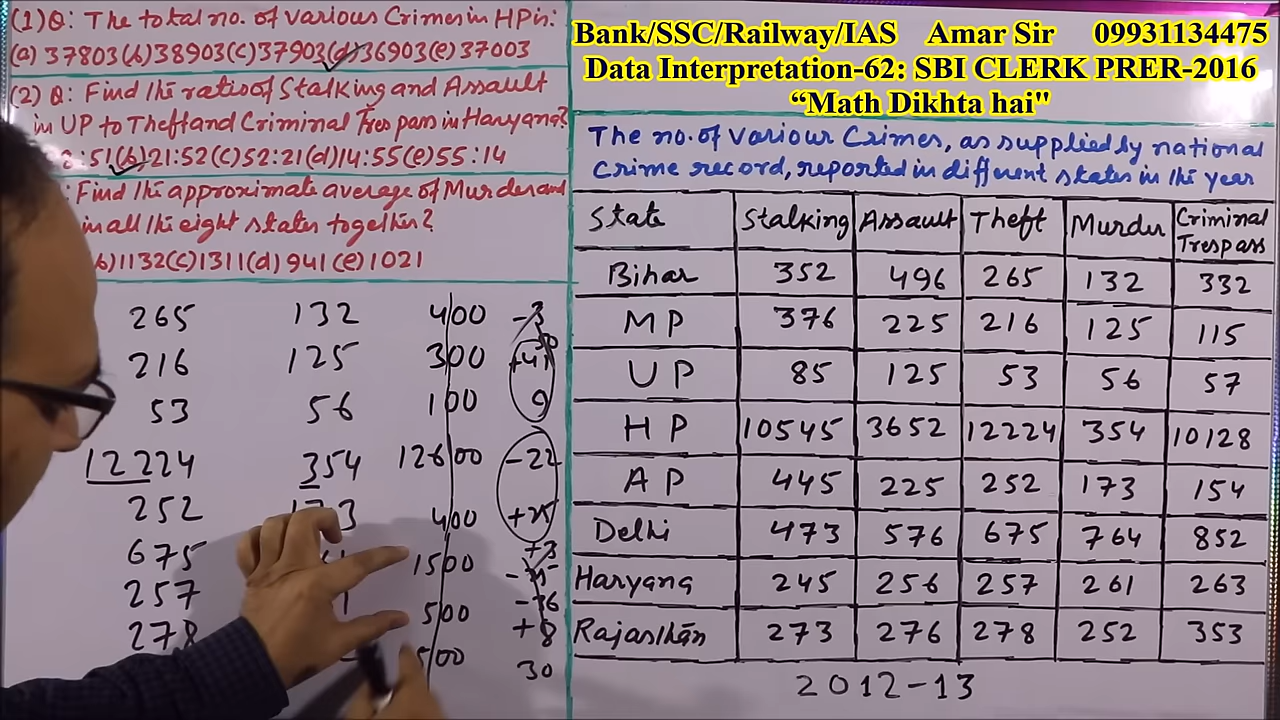 (1)Q: The total no. of various Crimes in HP is:
(a) 37803(b)38903(c)37903(d)36903(e)37003
(2) Q: Find the ratio of Stalking and Assault
in UP to Theft and Criminal Trespass in Haryana?
:51(b)21:52(c)52:21(d)14:55(e)55:14
: Find the approximate average of Murder and
in all the eight states together?
b)1132(c)1311(d)941(e)1021
265 132 400 -3
216 125 300 +41
53 56 100 9
12224 354 12600 -22
252 400 +25
675 1500
257 500 -36
278 500 +8
30
Bank/SSC/Railway/IAS Amar Sir 09931134475
Data Interpretation-62: SBI CLERK PRER-2016
“Math Dikhta hai"
The no. of various Crimes, as supplied by national
Crime record, reported in different states in the year
State Stalking Assault Theft Murder Criminal Trespass
Bihar 352 496 265 132 332
MP 376 225 216 125 115
UP 85 125 53 56 57
HP 10545 3652 12224 354 10128
AP 445 225 252 173 154
Delhi 473 576 675 764 852
Haryana 245 256 257 261 263
Rajasthan 273 276 278 252 353
2012-13